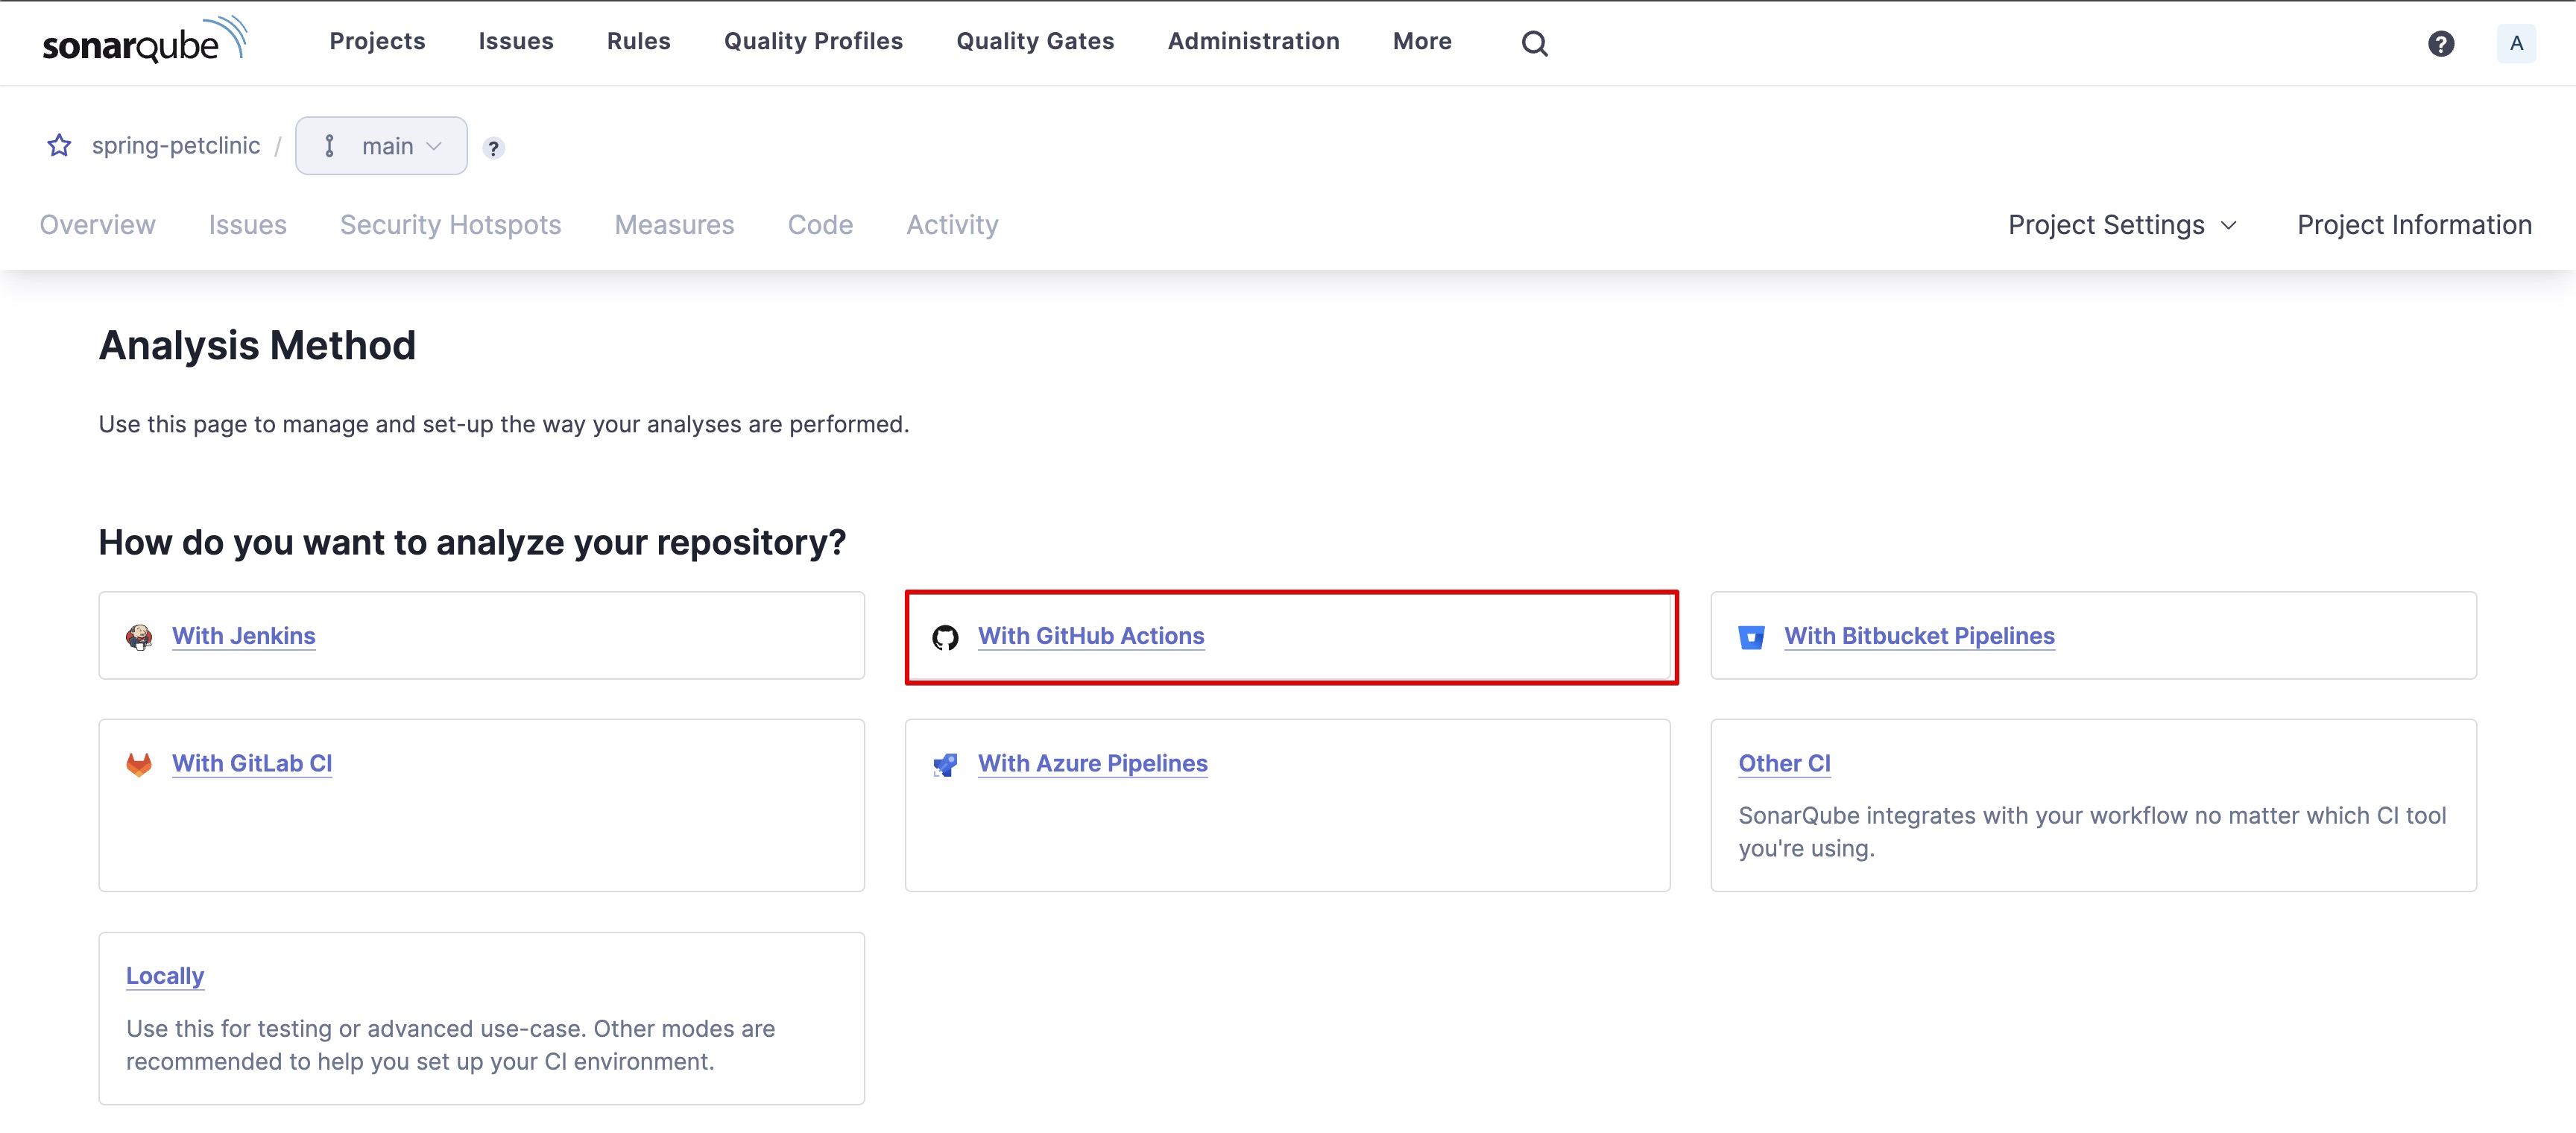 sonarqube Projects Issues Rules Quality Profiles Quality Gates Administration More ? A
spring-petclinic / main ?
Overview Issues Security Hotspots Measures Code Activity Project Settings Project Information
Analysis Method
Use this page to manage and set-up the way your analyses are performed.
How do you want to analyze your repository?
With Jenkins
With GitHub Actions
With Bitbucket Pipelines
With GitLab CI
With Azure Pipelines
Other CI
SonarQube integrates with your workflow no matter which CI tool
you're using.
Locally
Use this for testing or advanced use-case. Other modes are
recommended to help you set up your CI environment.